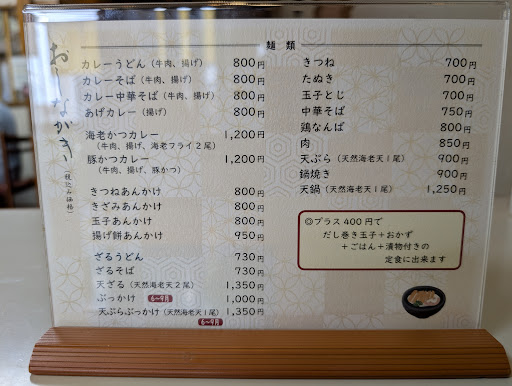 おしながき
(税込み価格)
麺 類
カレーうどん(牛肉、揚げ) 800円
カレーそば(牛肉、揚げ) 800円
カレー中華そば(牛肉、揚げ) 800円
あげカレー(揚げ) 800円
海老かつカレー 1,200円
(牛肉、揚げ、海老フライ2尾)
豚かつカレー 1,200円
(牛肉、揚げ、豚かつ)
きつねあんかけ 800円
きざみあんかけ 800円
玉子あんかけ 800円
揚げ餅あんかけ 950円
ざるうどん 730円
ざるそば 730円
天ざる(天然海老天2尾) 1,350円
ぶっかけ 6〜9月 1,000円
天ぷらぶっかけ(天然海老天1尾) 1,350円
6〜9月
きつね 700円
たぬき 700円
玉子とじ 700円
中華そば 750円
鶏なんば 800円
肉 850円
天ぷら(天然海老天1尾) 900円
鍋焼き 900円
天鍋(天然海老天1尾) 1,250円
◎プラス400円で
だし巻き玉子+おかず
+ごはん+漬物付きの
定食に出来ます